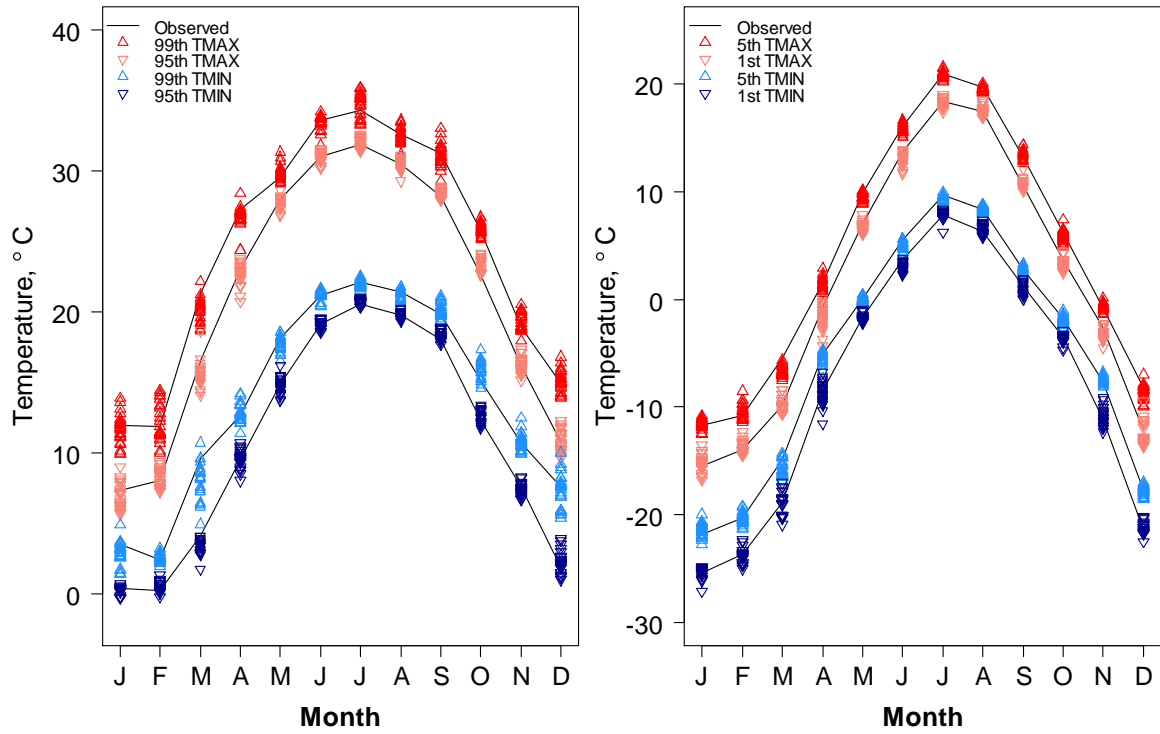 Observed
99th TMAX
95th TMAX
99th TMIN
95th TMIN
40
30
20
10
0
Temperature, ° C
J F M A M J J A S O N D
Month
Observed
5th TMAX
1st TMAX
5th TMIN
1st TMIN
20
10
0
-10
-20
-30
Temperature, ° C
J F M A M J J A S O N D
Month